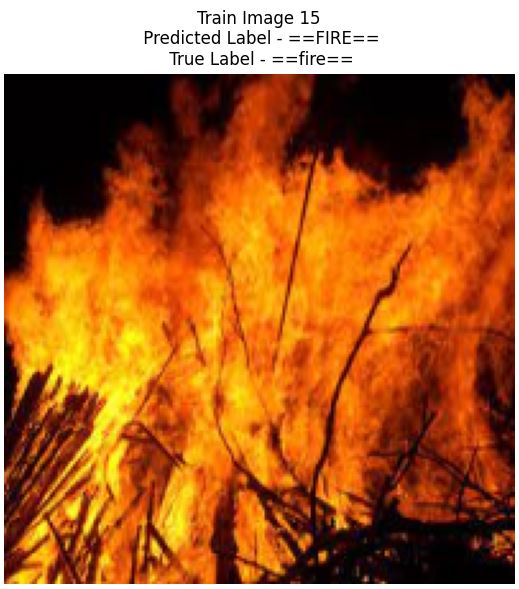 Train Image 15
Predicted Label - ==FIRE==
True Label - ==fire==